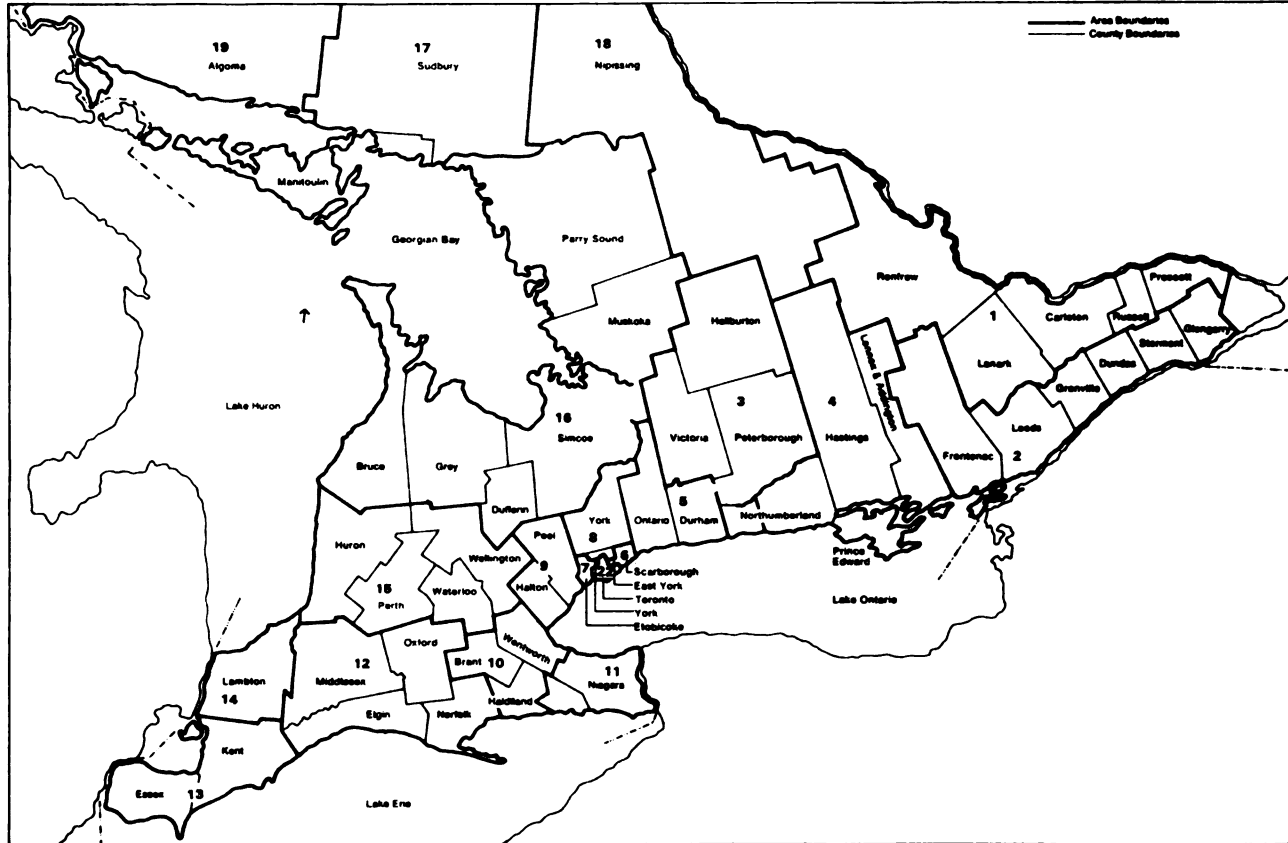 Area Boundaries
County Boundaries
19
Algoma
17
Sudbury
18
Nipissing
Manitoulin
Georgian Bay
Parry Sound
Renfrew
Prescott
Muskoka
Haliburton
1
Carleton
Russell
Glengarry
Stormont
Lanark
Dundas
Grenville
Lennox & Addington
Lake Huron
16
Simcoe
3
4
Victoria
Peterborough
Hastings
Leeds
2
Frontenac
Bruce
Grey
Dufferin
5
York
8
Ontario
Durham
Northumberland
Peel
Huron
Wellington
9
Halton
7
6
Prince
Edward
Scarborough
East York
Toronto
York
Etobicoke
Lake Ontario
15
Perth
Waterloo
Oxford
Wentworth
Brant
10
12
Middlesex
11
Niagara
Lambton
14
Haldiland
Elgin
Norfolk
Kent
Essex
13
Lake Erie